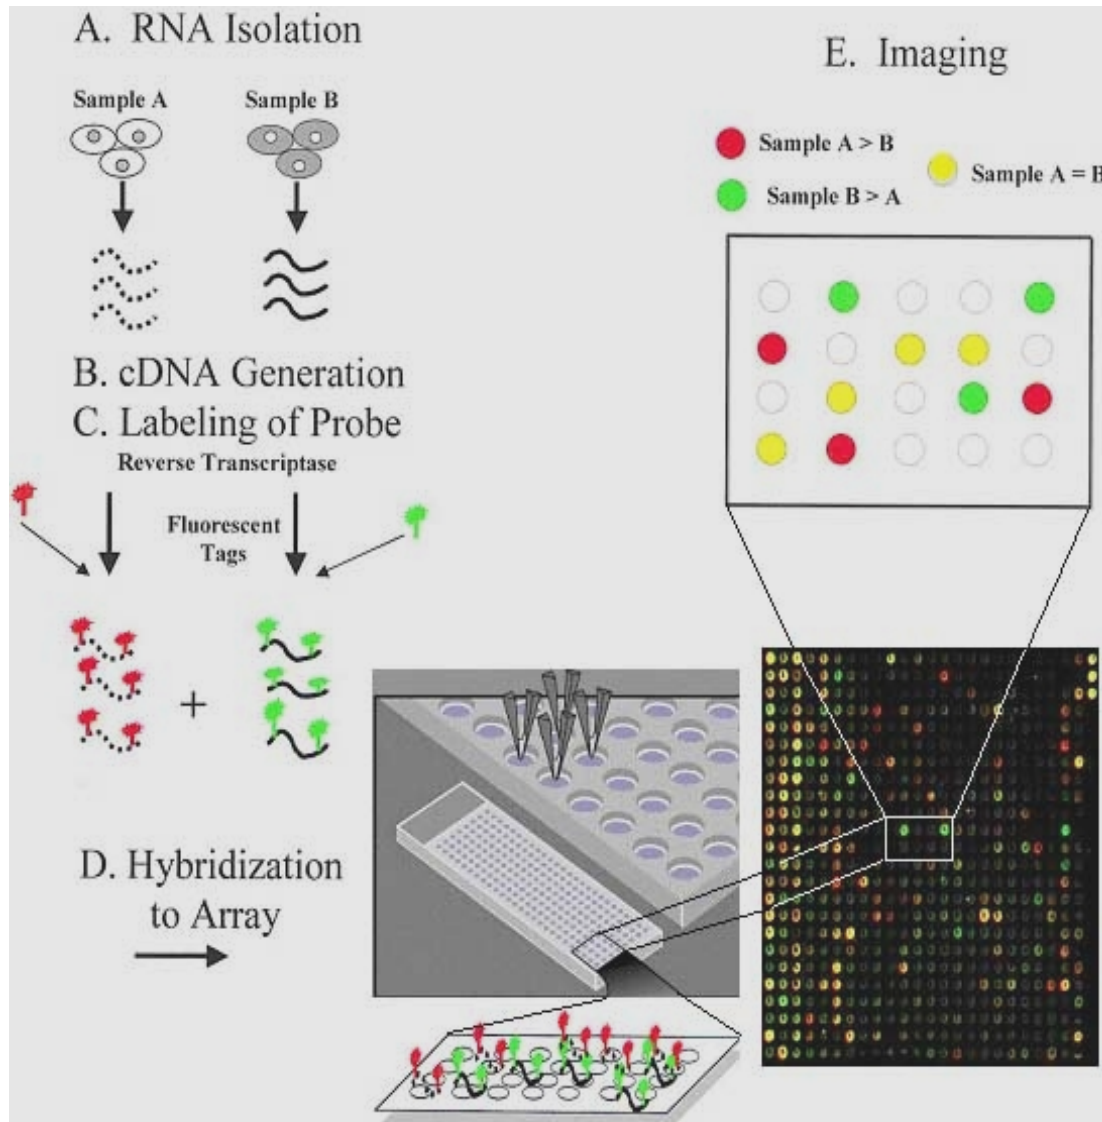 A. RNA Isolation
Sample A
Sample B
B. cDNA Generation
C. Labeling of Probe
Reverse Transcriptase
Fluorescent
Tags
+
D. Hybridization
to Array
E. Imaging
Sample A > B
Sample A = B
Sample B > A